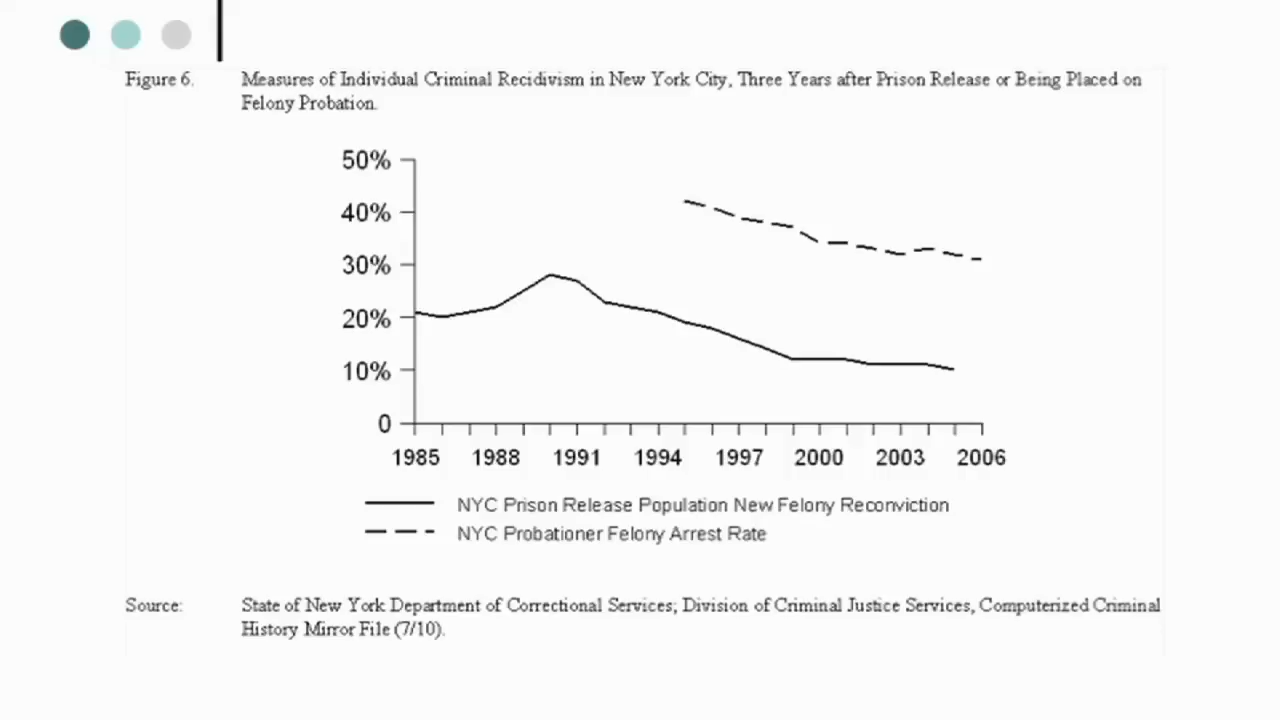 Figure 6. Measures of Individual Criminal Recidivism in New York City, Three Years after Prison Release or Being Placed on
Felony Probation.
50%
40%
30%
20%
10%
0
1985 1988 1991 1994 1997 2000 2003 2006
NYC Prison Release Population New Felony Reconviction
NYC Probationer Felony Arrest Rate
Source: State of New York Department of Correctional Services; Division of Criminal Justice Services, Computerized Criminal
History Mirror File (7/10).